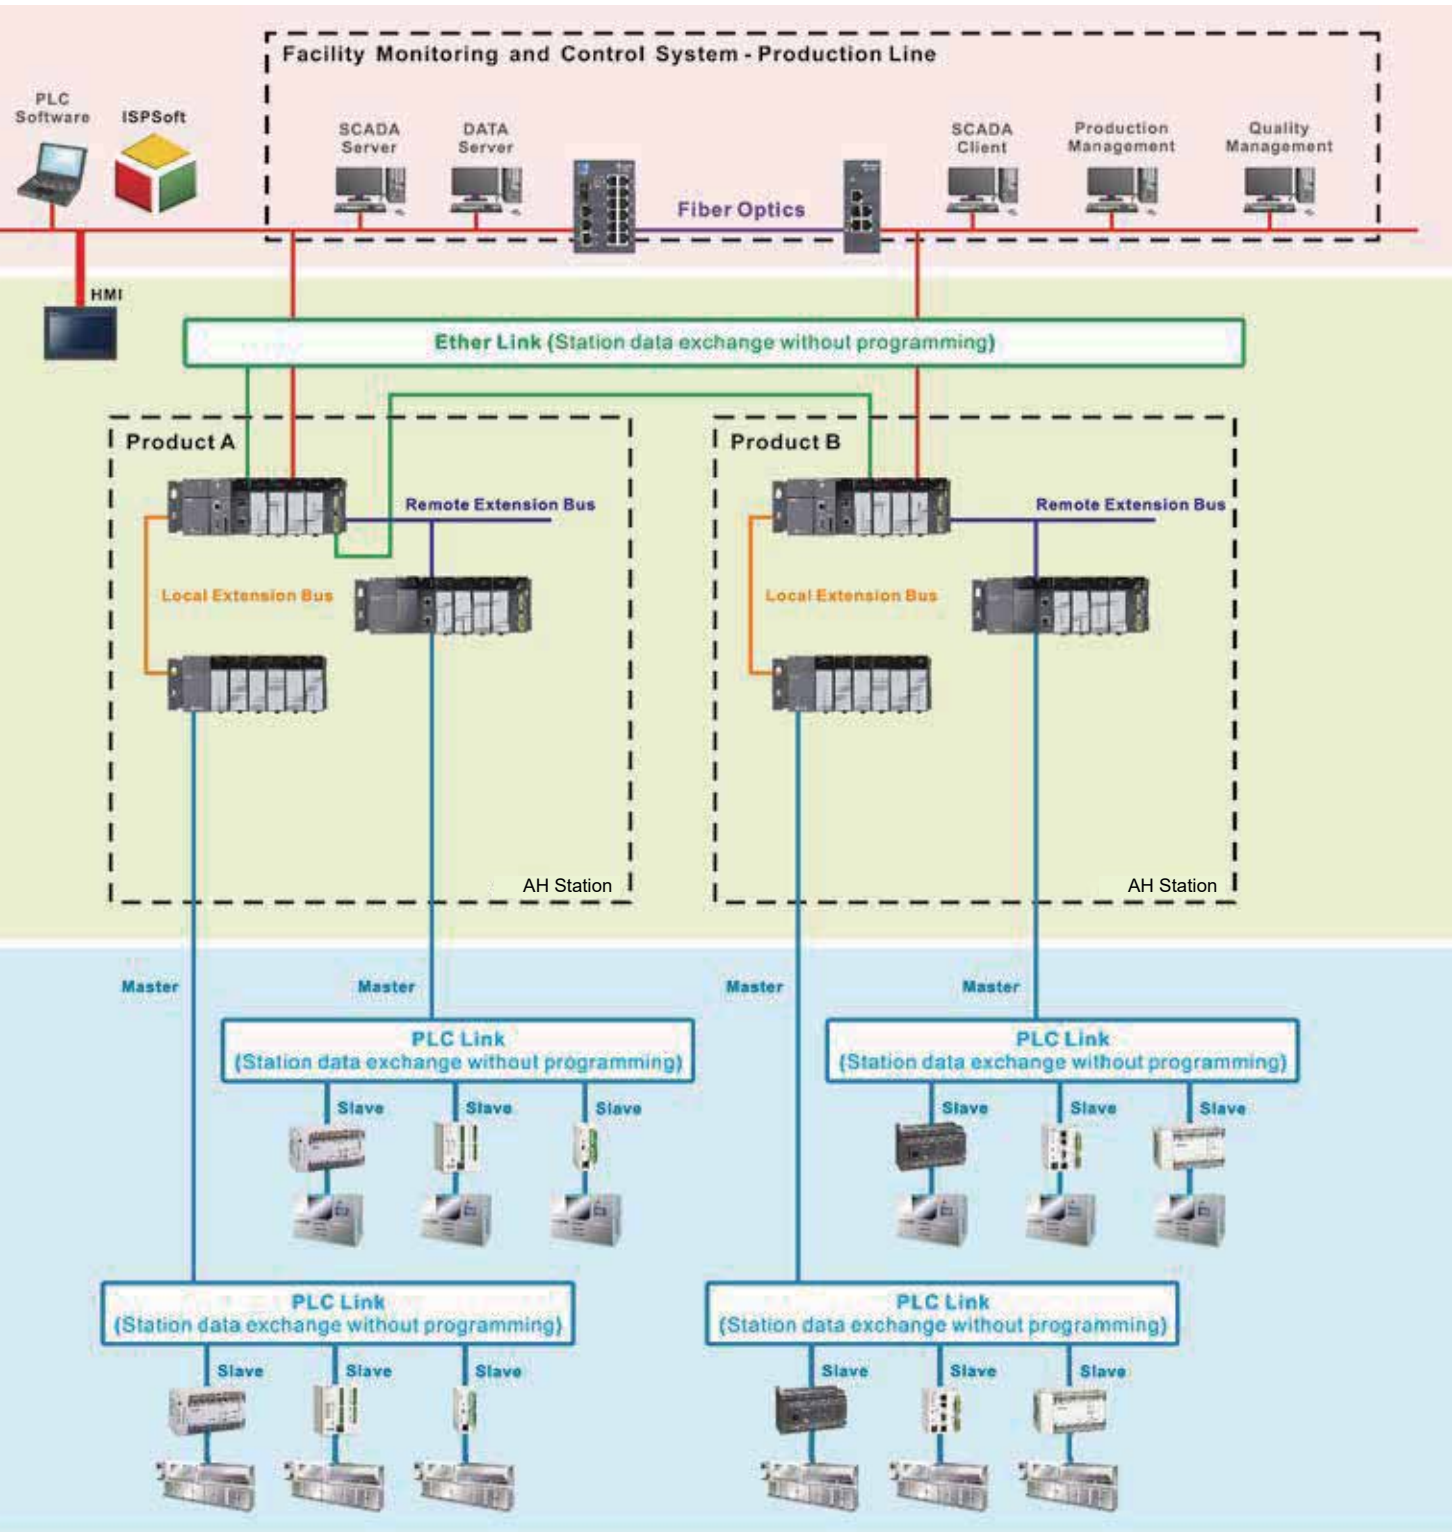 Facility Monitoring and Control System - Production Line
PLC
Software
ISPSoft
SCADA
Server
DATA
Server
Fiber Optics
SCADA
Client
Production
Management
Quality
Management
HMI
Ether Link (Station data exchange without programming)
Product A
Remote Extension Bus
Local Extension Bus
AH Station
Product B
Remote Extension Bus
Local Extension Bus
AH Station
Master
Master
Master
Master
PLC Link
(Station data exchange without programming)
Slave
Slave
Slave
PLC Link
(Station data exchange without programming)
Slave
Slave
Slave
PLC Link
(Station data exchange without programming)
Slave
Slave
Slave
PLC Link
(Station data exchange without programming)
Slave
Slave
Slave